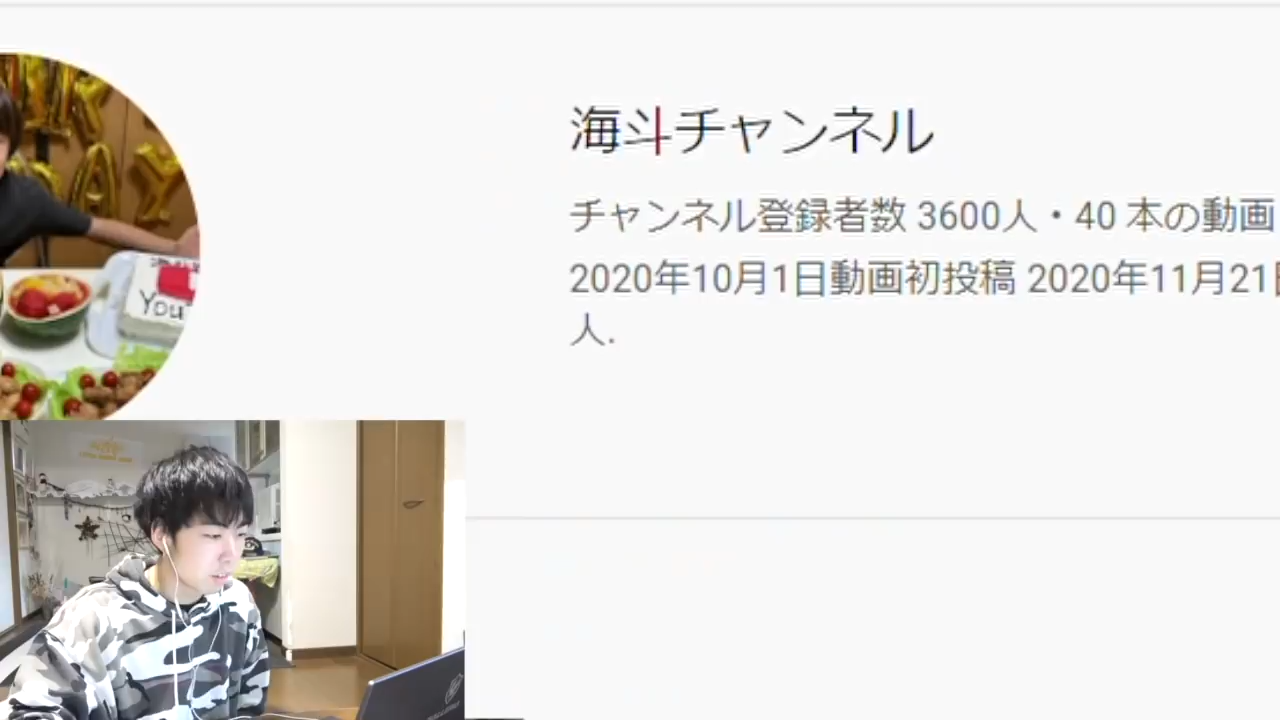 海斗チャンネル
チャンネル登録者数 3600人・40 本の動画
2020年10月1日動画初投稿 2020年11月21日
人.
You